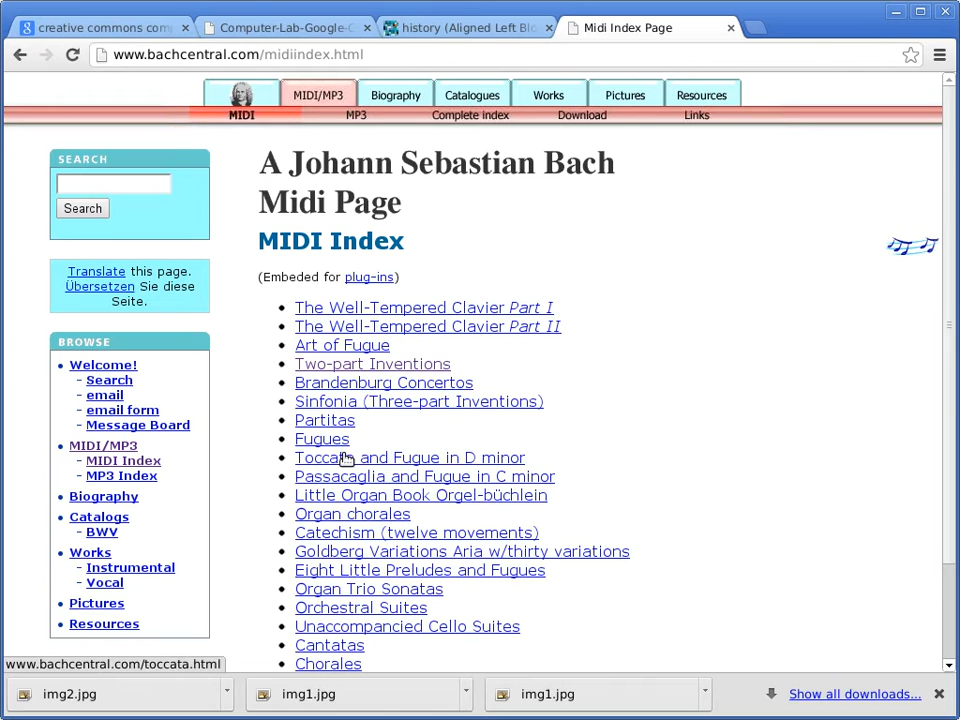 creative commons com
Computer-Lab-Google-C
history (Aligned Left Blo
Midi Index Page
www.bachcentral.com/midiindex.html
MIDI/MP3
Biography
Catalogues
Works
Pictures
Resources
MIDI
MP3
Complete index
Download
Links
SEARCH
Search
Translate this page.
Übersetzen Sie diese
Seite.
BROWSE
Welcome!
- Search
- email
- email form
- Message Board
MIDI/MP3
- MIDI Index
- MP3 Index
Biography
Catalogs
- BWV
Works
- Instrumental
- Vocal
Pictures
Resources
A Johann Sebastian Bach
Midi Page
MIDI Index
(Embeded for plug-ins)
The Well-Tempered Clavier Part I
The Well-Tempered Clavier Part II
Art of Fugue
Two-part Inventions
Brandenburg Concertos
Sinfonia (Three-part Inventions)
Partitas
Fugues
Toccata and Fugue in D minor
Passacaglia and Fugue in C minor
Little Organ Book Orgel-büchlein
Organ chorales
Catechism (twelve movements)
Goldberg Variations Aria w/thirty variations
Eight Little Preludes and Fugues
Organ Trio Sonatas
Orchestral Suites
Unaccompancied Cello Suites
Cantatas
Chorales
www.bachcentral.com/toccata.html
img2.jpg
img1.jpg
img1.jpg
Show all downloads...